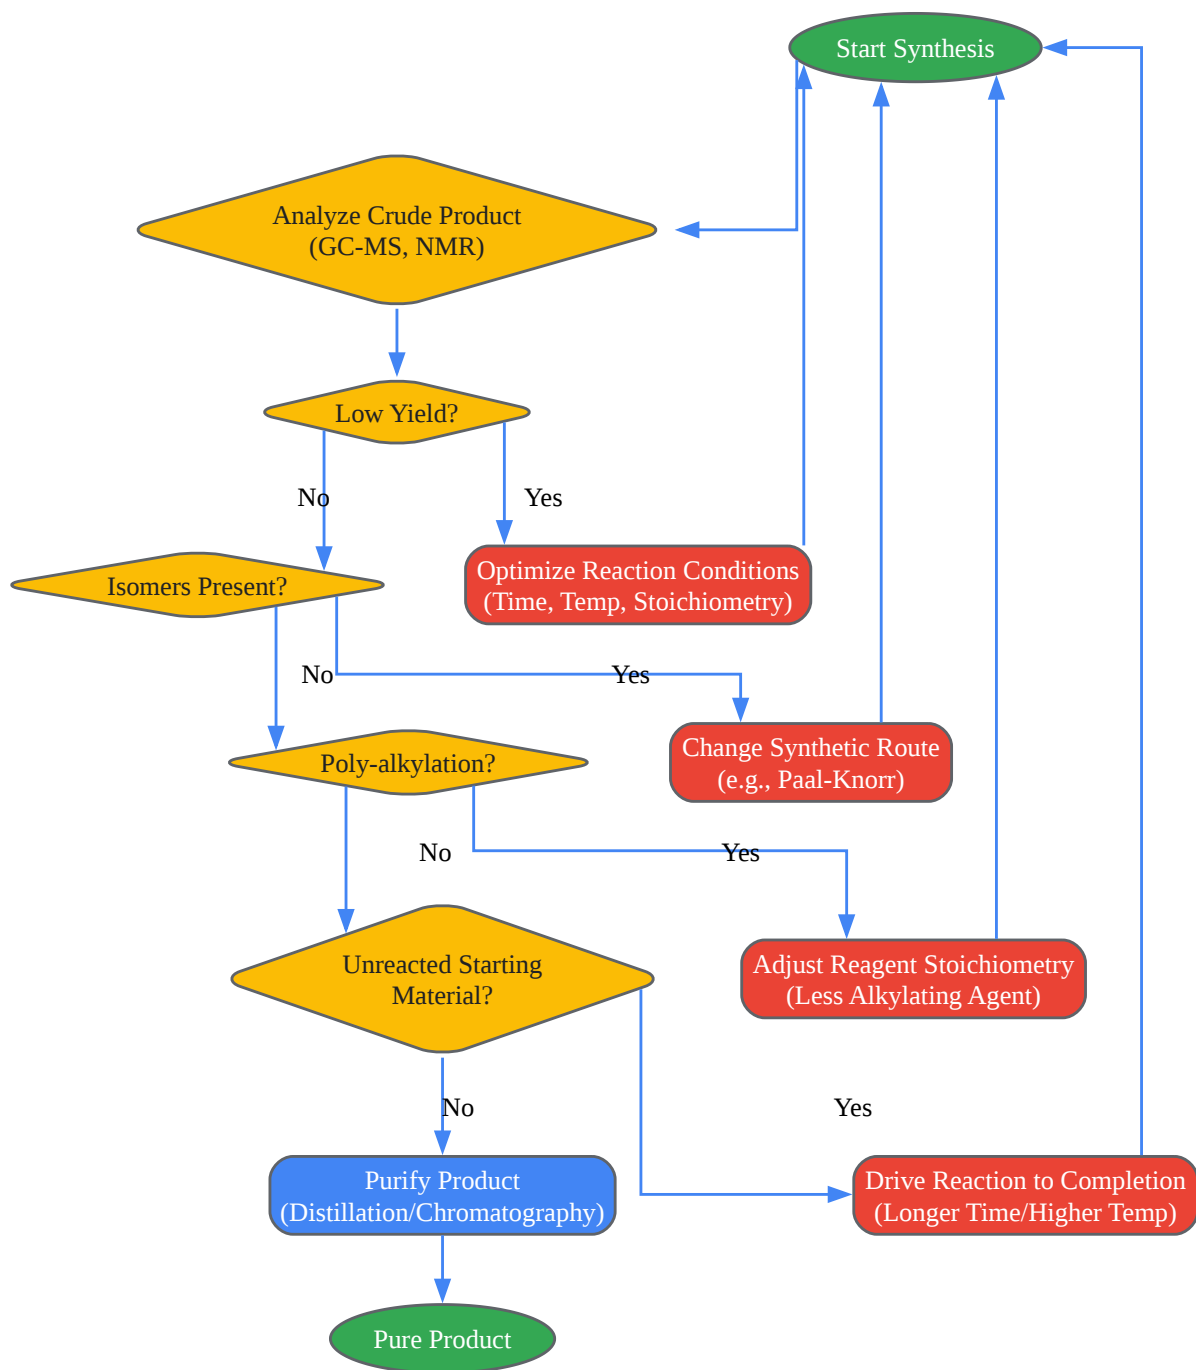 Start Synthesis
Analyze Crude Product
(GC-MS, NMR)
Low Yield?
No
Yes
Optimize Reaction Conditions
(Time, Temp, Stoichiometry)
Isomers Present?
No
Yes
Change Synthetic Route
(e.g., Paal-Knorr)
Poly-alkylation?
No
Yes
Adjust Reagent Stoichiometry
(Less Alkylating Agent)
Unreacted Starting
Material?
No
Yes
Purify Product
(Distillation/Chromatography)
Drive Reaction to Completion
(Longer Time/Higher Temp)
Pure Product